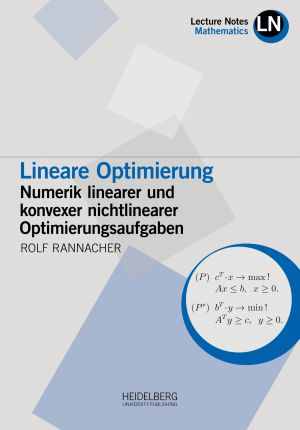 Lecture Notes
Mathematics
LN
Lineare Optimierung
Numerik linearer und
konvexer nichtlinearer
Optimierungsaufgaben
ROLF RANNACHER
(P) c^T·x → max!
Ax ≤ b, x ≥ 0.
(P*) b^T·y → min!
A^T y ≥ c, y ≥ 0.
HEIDELBERG
UNIVERSITY PUBLISHING